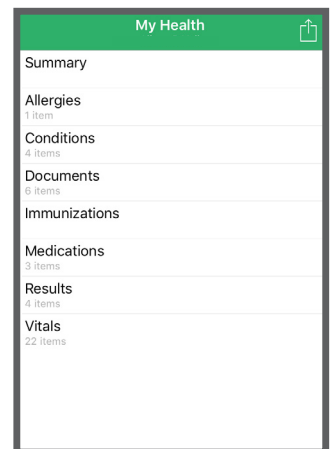 My Health
Summary
Allergies
1 item
Conditions
4 items
Documents
6 items
Immunizations
Medications
3 items
Results
4 items
Vitals
22 items